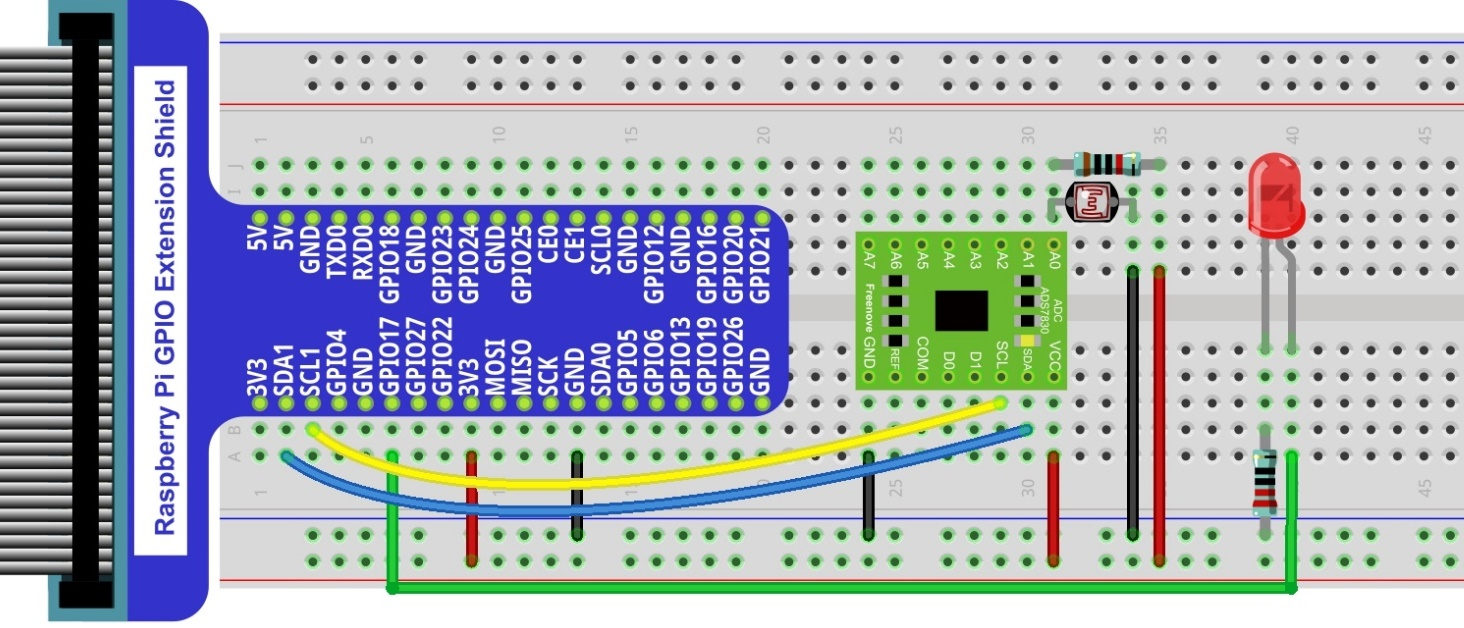 Raspberry Pi GPIO Extension Shield
1 5 10 15 20 25 30 35 40 45
J
I
5V 5V GND TXD0 RXD0 GPIO18 GND GPIO23 GPIO24 GND GPIO25 CE0 CE1 SCL0 GND GPIO12 GND GPIO16 GPIO20 GPIO21
3V3 SDA1 SCL1 GPIO4 GND GPIO17 GPIO27 GPIO22 3V3 MOSI MISO SCK GND SDA0 GPIO5 GPIO6 GPIO13 GPIO19 GPIO26 GND
A7 A6 A5 A4 A3 A2 A1 A0
Freenove
ADC
ADS7830
GND REF COM D0 D1 SCL SDA VCC
B
A
1 15 20 25 30 45